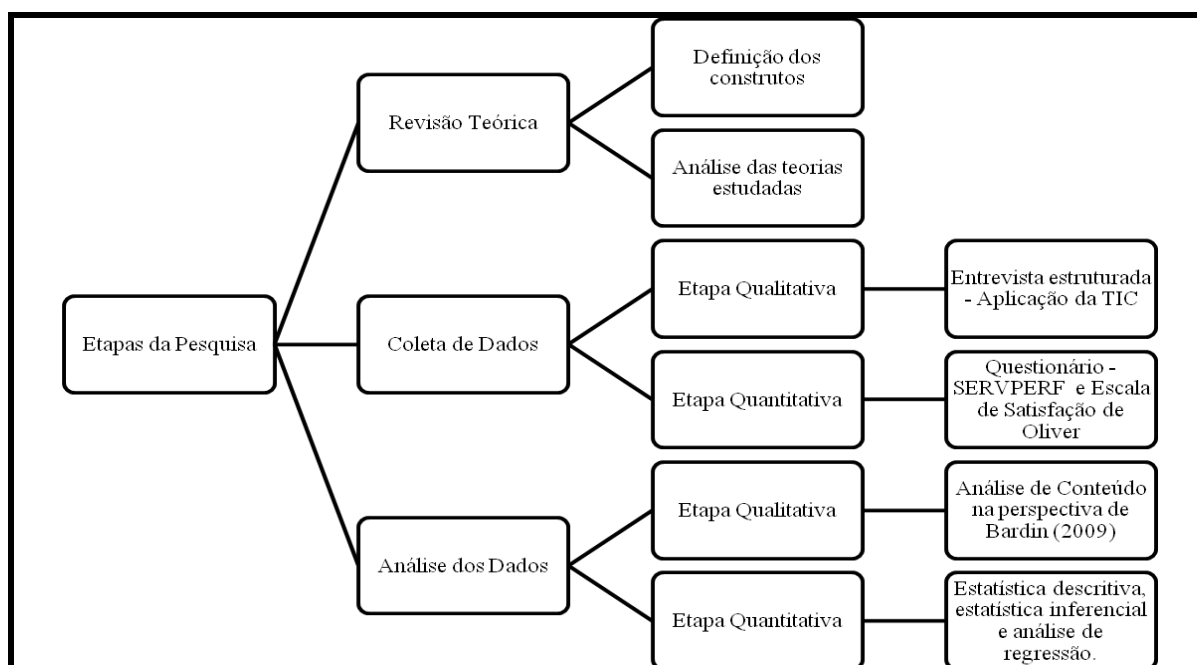 Definição dos
construtos
Revisão Teórica
Análise das teorias
estudadas
Etapas da Pesquisa
Coleta de Dados
Etapa Qualitativa
Entrevista estruturada
- Aplicação da TIC
Etapa Quantitativa
Questionário -
SERVPERF e Escala
de Satisfação de
Oliver
Análise dos Dados
Etapa Qualitativa
Análise de Conteúdo
na perspectiva de
Bardin (2009)
Etapa Quantitativa
Estatística descritiva,
estatística inferencial
e análise de
regressão.